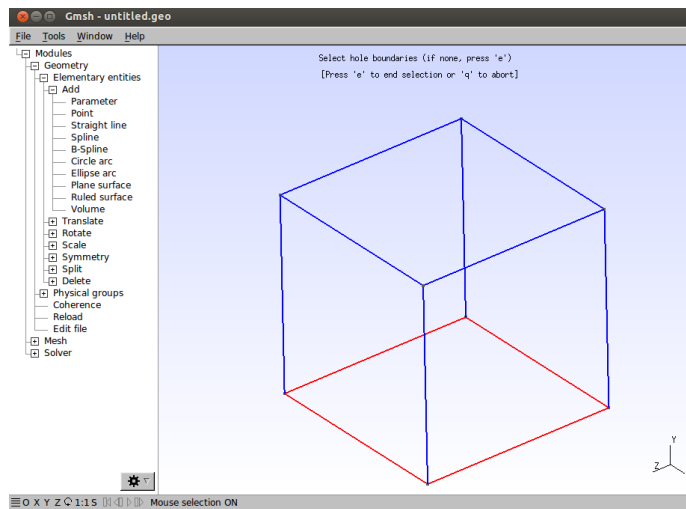 Gmsh - untitled.geo
File Tools Window Help
Modules
Geometry
Elementary entities
Add
Parameter
Point
Straight line
Spline
B-Spline
Circle arc
Ellipse arc
Plane surface
Ruled surface
Volume
Translate
Rotate
Scale
Symmetry
Split
Delete
Physical groups
Coherence
Reload
Edit file
Mesh
Solver
Select hole boundaries (if none, press 'e')
[Press 'e' to end selection or 'q' to abort]
Y
Z
O X Y Z 1:1 S Mouse selection ON